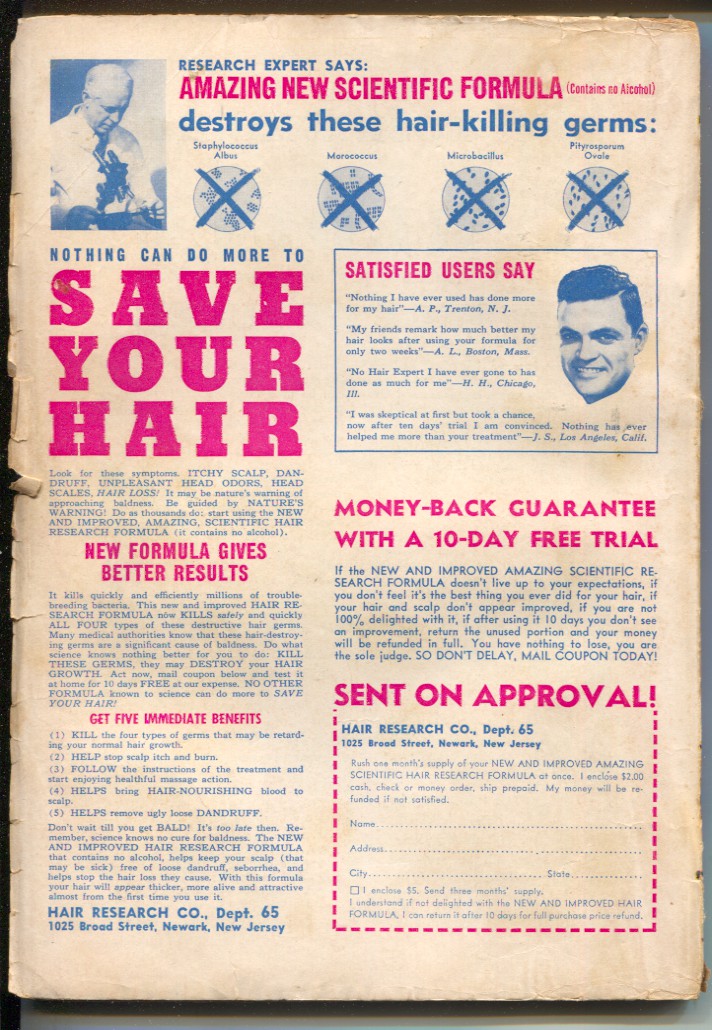 RESEARCH EXPERT SAYS:
AMAZING NEW SCIENTIFIC FORMULA (Contains no Alcohol)
destroys these hair-killing germs:
Staphylococcus
Albus
Morococcus
Microbacillus
Pityrosporum
Ovale
NOTHING CAN DO MORE TO
SAVE
YOUR
HAIR
Look for these symptoms. ITCHY SCALP, DAN-
DRUFF, UNPLEASANT HEAD ODORS, HEAD
SCALES, HAIR LOSS! It may be nature's warning of
approaching baldness. Be guided by NATURE'S
WARNING! Do as thousands do: start using the NEW
AND IMPROVED, AMAZING, SCIENTIFIC HAIR
RESEARCH FORMULA (it contains no alcohol).
NEW FORMULA GIVES
BETTER RESULTS
It kills quickly and efficiently millions of trouble-
breeding bacteria. This new and improved HAIR RE-
SEARCH FORMULA now KILLS safely and quickly
ALL FOUR types of these destructive hair germs.
Many medical authorities know that these hair-destroy-
ing germs are a significant cause of baldness. Do what
science knows nothing better for you to do: KILL
THESE GERMS, they may DESTROY your HAIR
GROWTH. Act now, mail coupon below and test it
at home for 10 days FREE at our expense. NO OTHER
FORMULA known to science can do more to SAVE
YOUR HAIR!
GET FIVE IMMEDIATE BENEFITS
(1) KILL the four types of germs that may be retard-
ing your normal hair growth.
(2) HELP stop scalp itch and burn.
(3) FOLLOW the instructions of the treatment and
start enjoying healthful massage action.
(4) HELPS bring HAIR-NOURISHING blood to
scalp.
(5) HELPS remove ugly loose DANDRUFF.
Don't wait till you get BALD! It's too late then. Re-
member, science knows no cure for baldness. The NEW
AND IMPROVED HAIR RESEARCH FORMULA
that contains no alcohol, helps keep your scalp (that
may be sick) free of loose dandruff, seborrhea, and
helps stop the hair loss they cause. With this formula
your hair will appear thicker, more alive and attractive
almost from the first time you use it.
HAIR RESEARCH CO., Dept. 65
1025 Broad Street, Newark, New Jersey
SATISFIED USERS SAY
"Nothing I have ever used has done more
for my hair"—A. P., Trenton, N. J.
"My friends remark how much better my
hair looks after using your formula for
only two weeks"—A. L., Boston, Mass.
"No Hair Expert I have ever gone to has
done as much for me"—H. H., Chicago,
Ill.
"I was skeptical at first but took a chance,
now after ten days' trial I am convinced. Nothing has ever
helped me more than your treatment"—J. S., Los Angeles, Calif.
MONEY-BACK GUARANTEE
WITH A 10-DAY FREE TRIAL
If the NEW AND IMPROVED AMAZING SCIENTIFIC RE-
SEARCH FORMULA doesn't live up to your expectations, if
you don't feel it's the best thing you ever did for your hair, if
your hair and scalp don't appear improved, if you are not
100% delighted with it, if after using it 10 days you don't see
an improvement, return the unused portion and your money
will be refunded in full. You have nothing to lose, you are
the sole judge. SO DON'T DELAY, MAIL COUPON TODAY!
SENT ON APPROVAL!
HAIR RESEARCH CO., Dept. 65
1025 Broad Street, Newark, New Jersey
Rush one month's supply of your NEW AND IMPROVED AMAZING
SCIENTIFIC HAIR RESEARCH FORMULA at once. I enclose $2.00
cash, check or money order, ship prepaid. My money will be re-
funded if not satisfied.
Name
Address
City State
I enclose $5. Send three months' supply.
I understand if not delighted with the NEW AND IMPROVED HAIR
FORMULA, I can return it after 10 days for full purchase price refund.